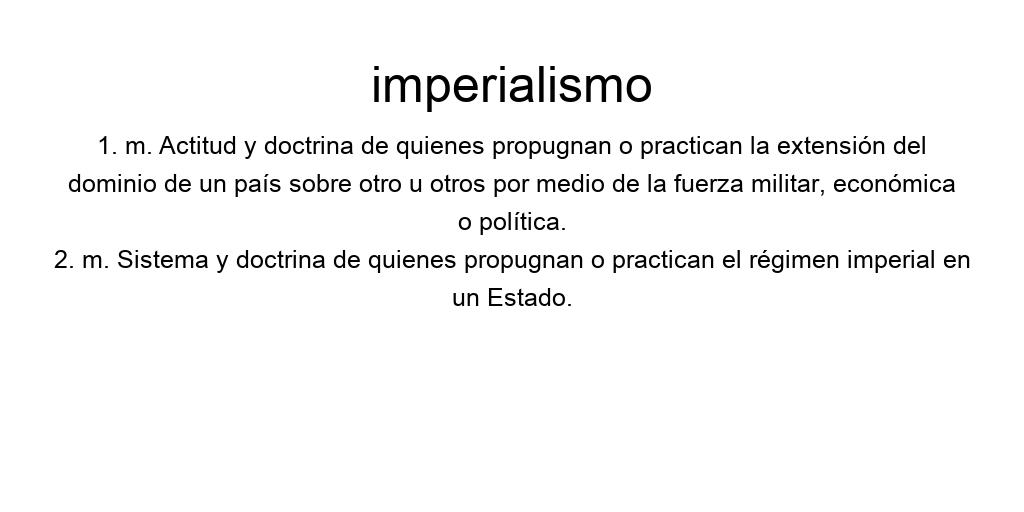 imperialismo
1. m. Actitud y doctrina de quienes propugnan o practican la extensión del
dominio de un país sobre otro u otros por medio de la fuerza militar, económica
o política.
2. m. Sistema y doctrina de quienes propugnan o practican el régimen imperial en
un Estado.